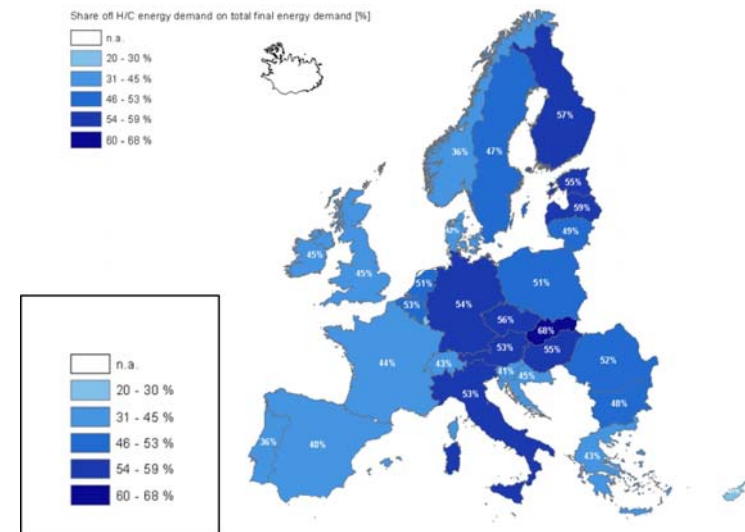 Share ofl H/C energy demand on total final energy demand [%]
n.a.
20 - 30 %
31 - 45 %
46 - 53 %
54 - 59 %
60 - 68 %
57%
36%
47%
55%
59%
49%
45%
45%
51%
53%
54%
51%
56%
68%
53%
55%
44%
43%
41%
45%
52%
53%
48%
36%
40%
43%
n.a.
20 - 30 %
31 - 45 %
46 - 53 %
54 - 59 %
60 - 68 %